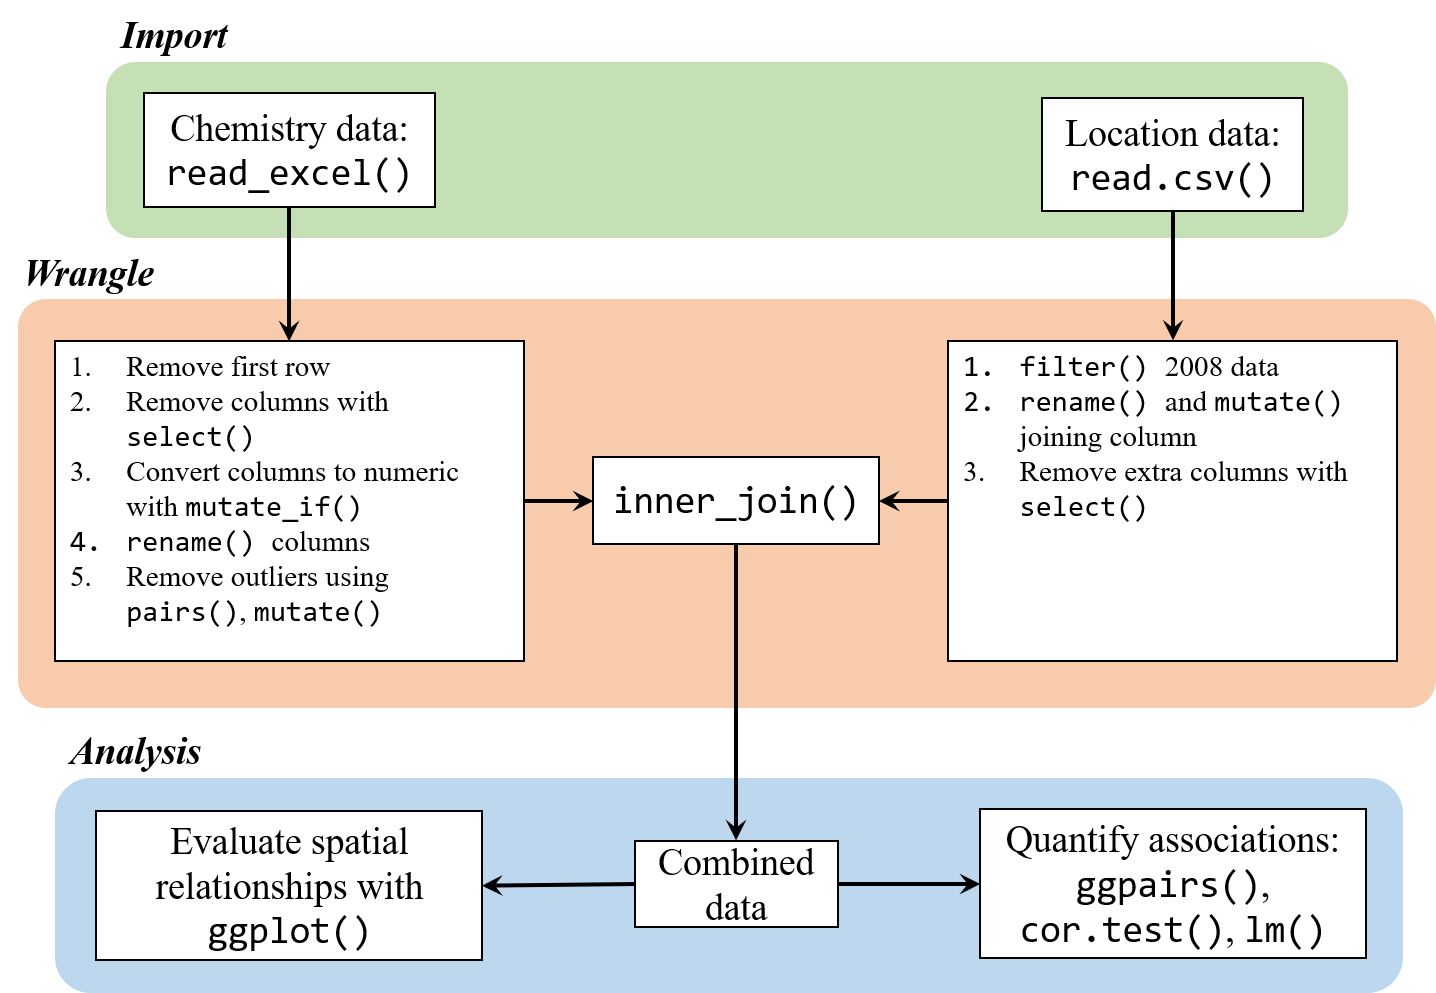 Import
Chemistry data:
read_excel()
Location data:
read.csv()
Wrangle
1. Remove first row
2. Remove columns with
select()
3. Convert columns to numeric
with mutate_if()
4. rename() columns
5. Remove outliers using
pairs(), mutate()
inner_join()
1. filter() 2008 data
2. rename() and mutate()
joining column
3. Remove extra columns with
select()
Analysis
Evaluate spatial
relationships with
ggplot()
Combined
data
Quantify associations:
ggpairs(),
cor.test(), lm()